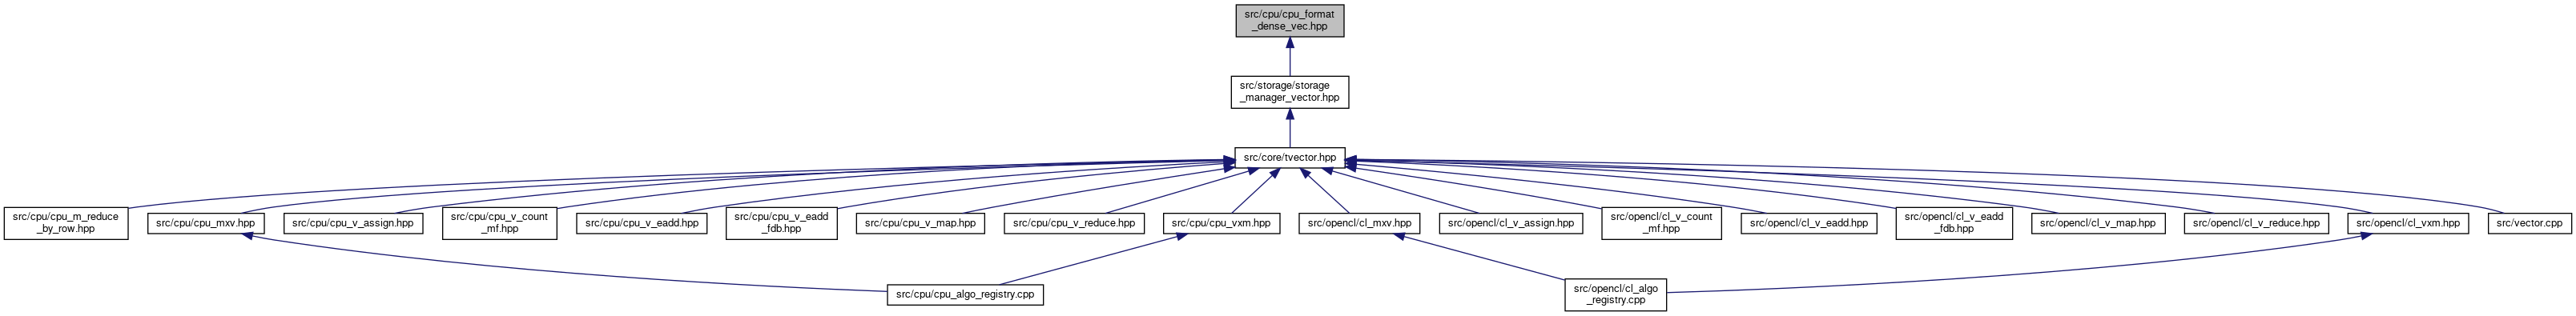 src/cpu/cpu_format
_dense_vec.hpp
src/storage/storage
_manager_vector.hpp
src/core/tvector.hpp
src/cpu/cpu_m_reduce
_by_row.hpp
src/cpu/cpu_mxv.hpp
src/cpu/cpu_v_assign.hpp
src/cpu/cpu_v_count
_mf.hpp
src/cpu/cpu_v_eadd.hpp
src/cpu/cpu_v_eadd
_fdb.hpp
src/cpu/cpu_v_map.hpp
src/cpu/cpu_v_reduce.hpp
src/cpu/cpu_vxm.hpp
src/opencl/cl_mxv.hpp
src/opencl/cl_v_assign.hpp
src/opencl/cl_v_count
_mf.hpp
src/opencl/cl_v_eadd.hpp
src/opencl/cl_v_eadd
_fdb.hpp
src/opencl/cl_v_map.hpp
src/opencl/cl_v_reduce.hpp
src/opencl/cl_vxm.hpp
src/vector.cpp
src/cpu/cpu_algo_registry.cpp
src/opencl/cl_algo
_registry.cpp